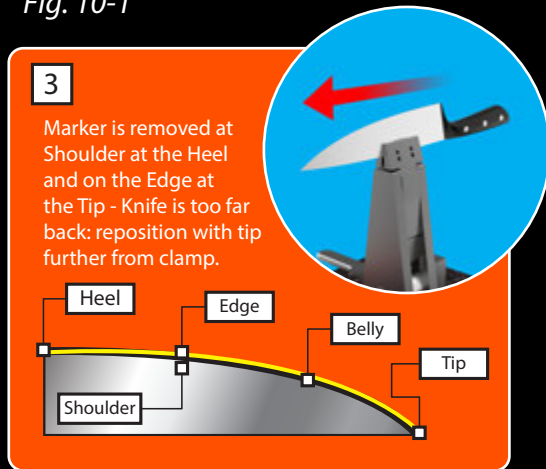 Fig. 10-1
3
Marker is removed at
Shoulder at the Heel
and on the Edge at
the Tip - Knife is too far
back: reposition with tip
further from clamp.
Heel
Edge
Belly
Tip
Shoulder